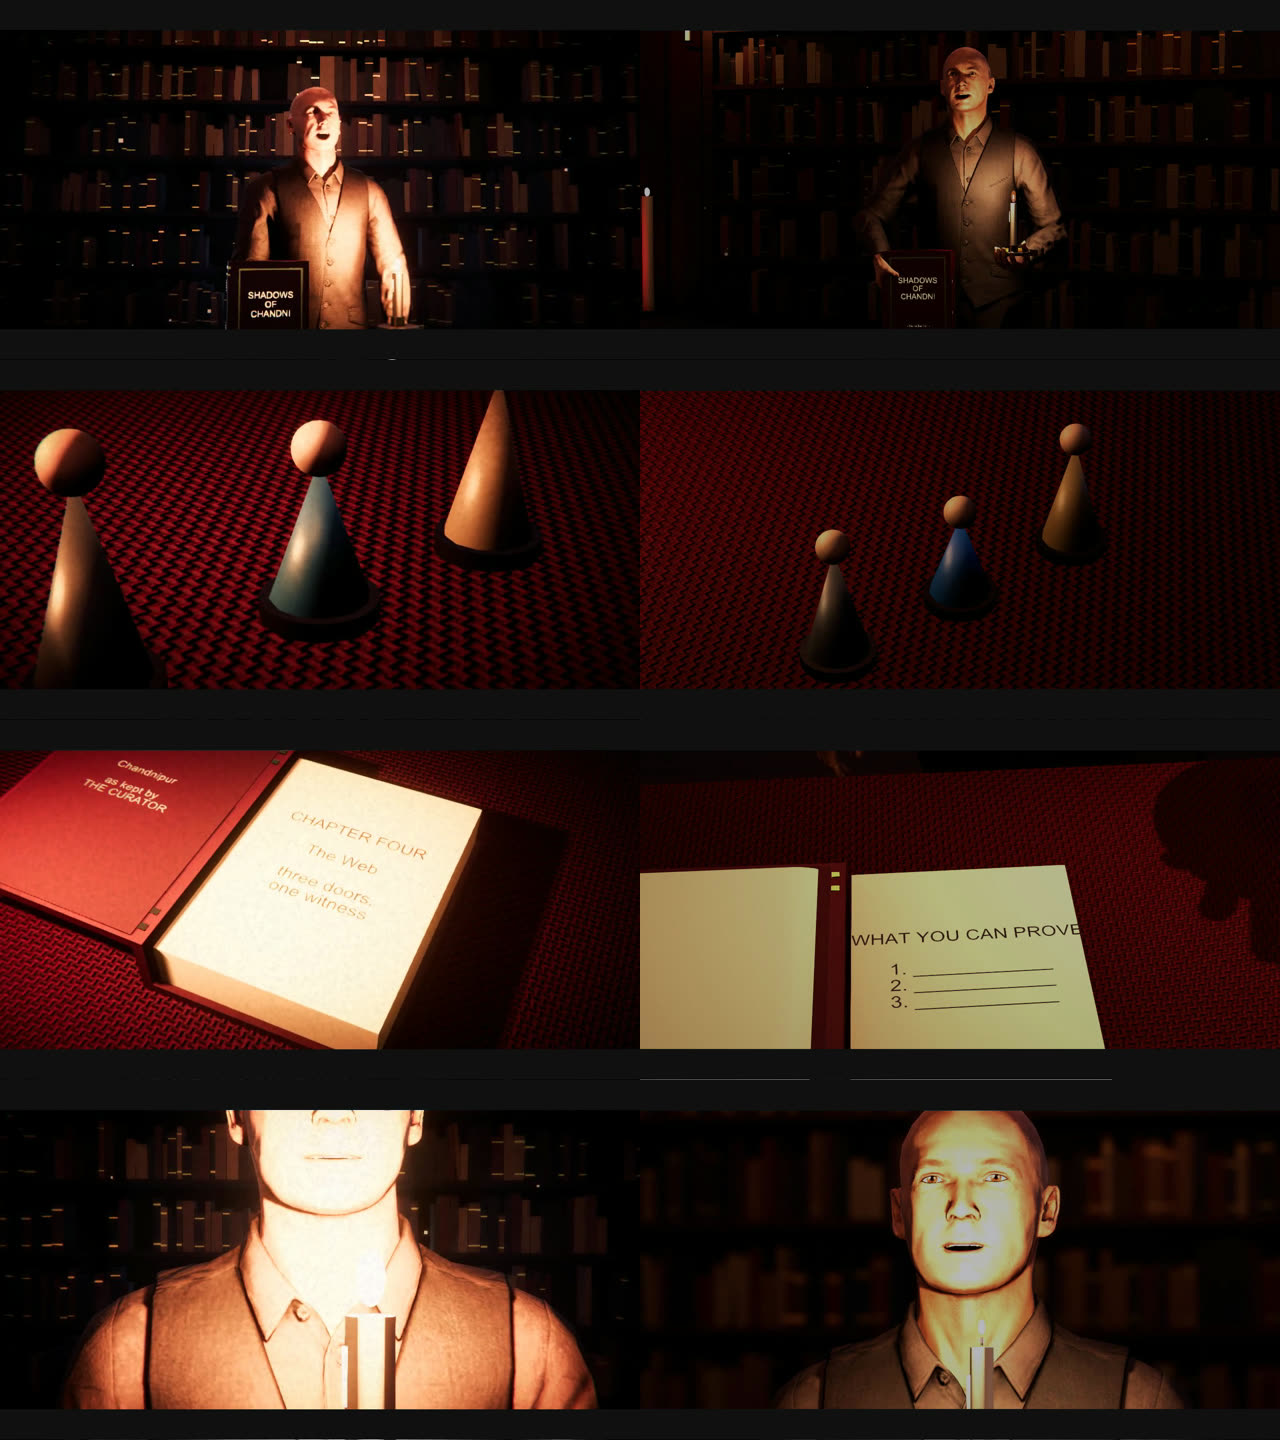 SHADOWS
OF
CHANDNI
SHADOWS
OF
CHANDNI
Chandnipur
as kept by
THE CURATOR
CHAPTER FOUR
The Web
three doors.
one witness
WHAT YOU CAN PROVE
1.
2.
3.